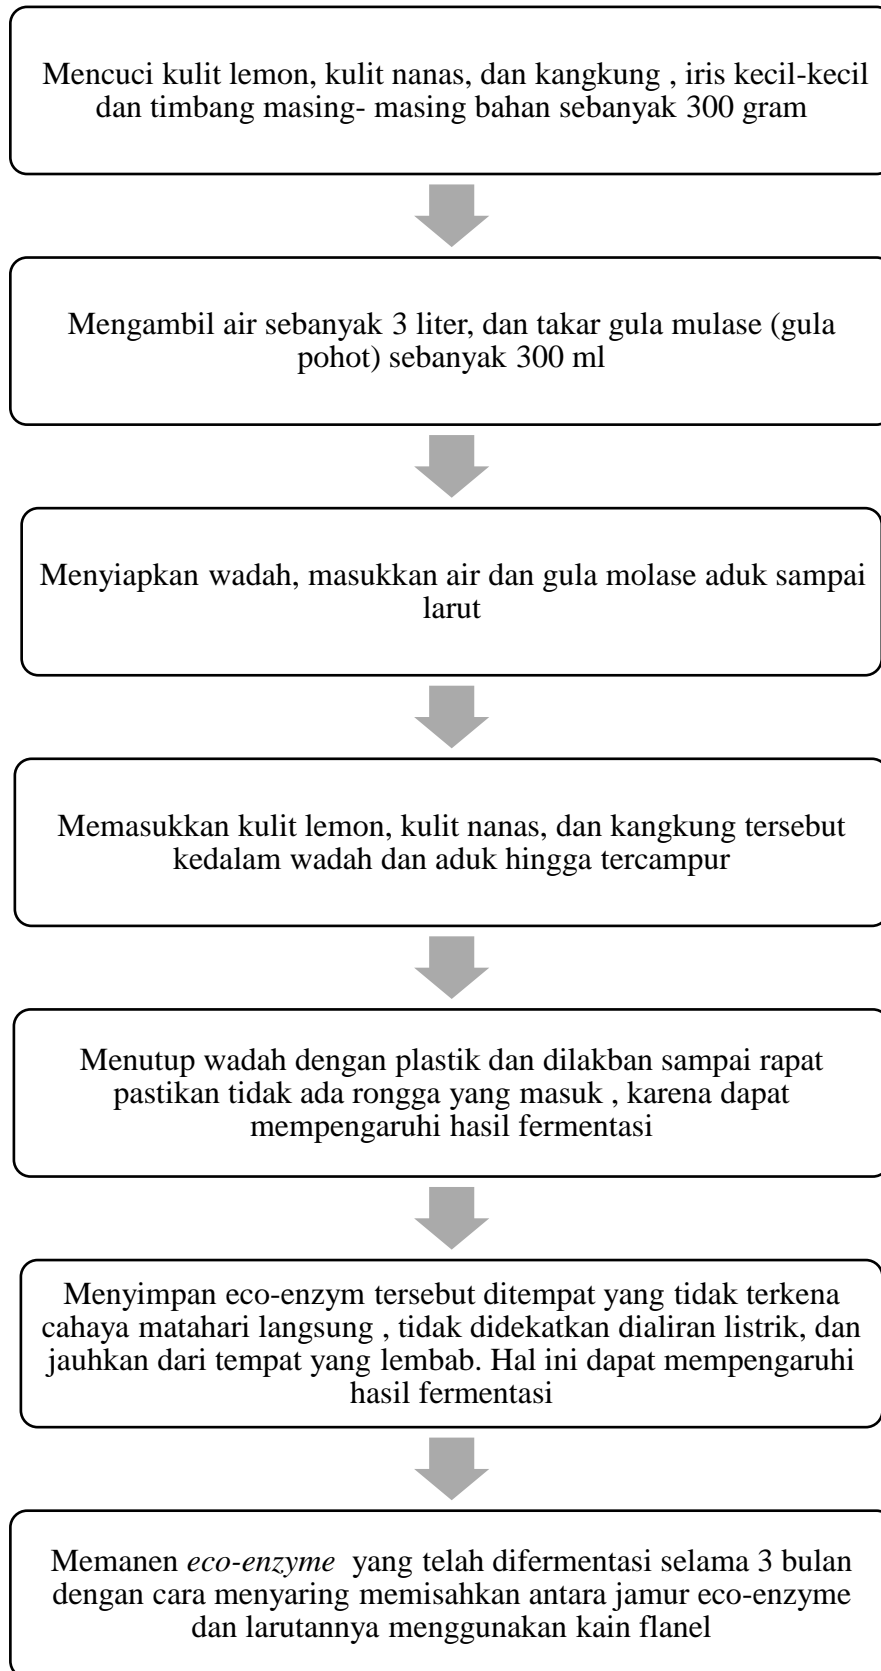 Mencuci kulit lemon, kulit nanas, dan kangkung , iris kecil-kecil
dan timbang masing- masing bahan sebanyak 300 gram
Mengambil air sebanyak 3 liter, dan takar gula mulase (gula
pohot) sebanyak 300 ml
Menyiapkan wadah, masukkan air dan gula molase aduk sampai
larut
Memasukkan kulit lemon, kulit nanas, dan kangkung tersebut
kedalam wadah dan aduk hingga tercampur
Menutup wadah dengan plastik dan dilakban sampai rapat
pastikan tidak ada rongga yang masuk , karena dapat
mempengaruhi hasil fermentasi
Menyimpan eco-enzym tersebut ditempat yang tidak terkena
cahaya matahari langsung , tidak didekatkan dialiran listrik, dan
jauhkan dari tempat yang lembab. Hal ini dapat mempengaruhi
hasil fermentasi
Memanen eco-enzyme yang telah difermentasi selama 3 bulan
dengan cara menyaring memisahkan antara jamur eco-enzyme
dan larutannya menggunakan kain flanel